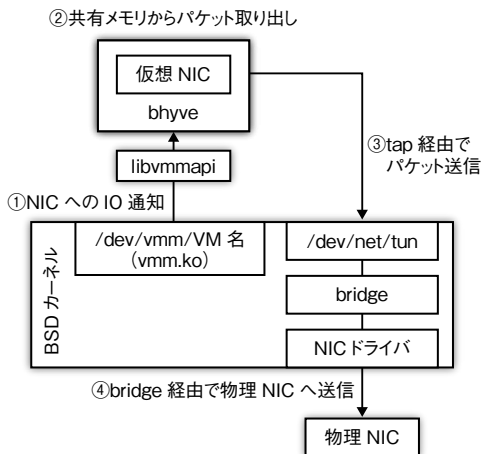 ②共有メモリからパケット取り出し
仮想 NIC
bhyve
libvmmapi
③tap 経由で
パケット送信
①NIC への IO 通知
/dev/vmm/VM 名
（vmm.ko）
/dev/net/tun
bridge
NIC ドライバ
BSD カーネル
④bridge 経由で物理 NIC へ送信
物理 NIC